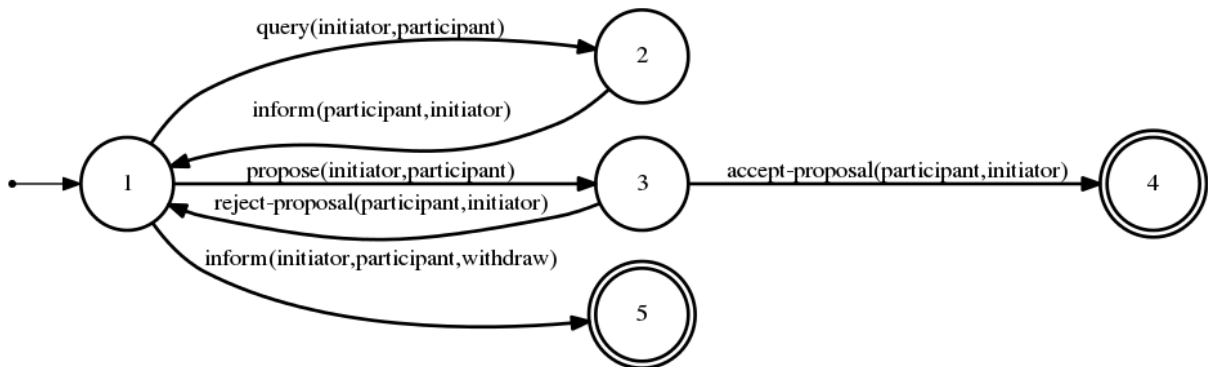 query(initiator,participant)
2
inform(participant,initiator)
1
propose(initiator,participant)
3
accept-proposal(participant,initiator)
4
reject-proposal(participant,initiator)
inform(initiator,participant,withdraw)
5